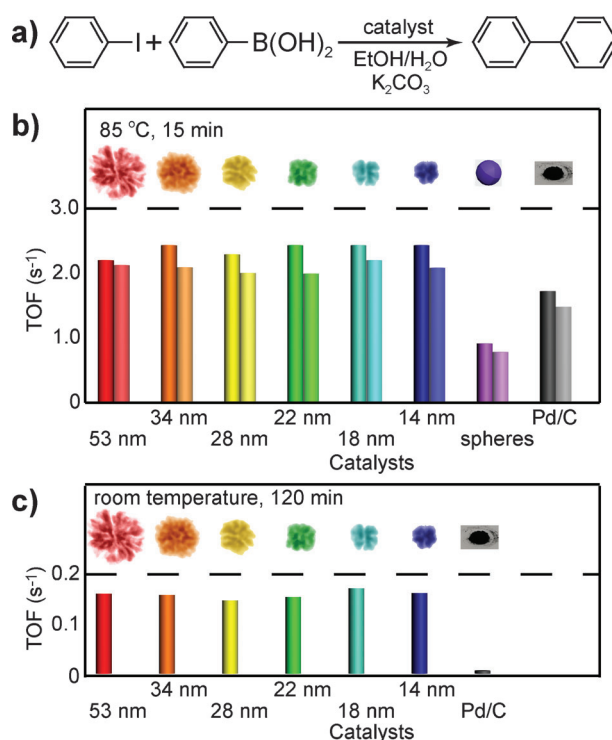 a)
I + B(OH)₂ catalyst
EtOH/H₂O
K₂CO₃
b)
85 °C, 15 min
3.0
2.0
1.0
0
TOF (s⁻¹)
34 nm 22 nm 14 nm Pd/C
53 nm 28 nm 18 nm spheres
Catalysts
c)
room temperature, 120 min
0.2
0.1
0
TOF (s⁻¹)
34 nm 22 nm 14 nm
53 nm 28 nm 18 nm Pd/C
Catalysts